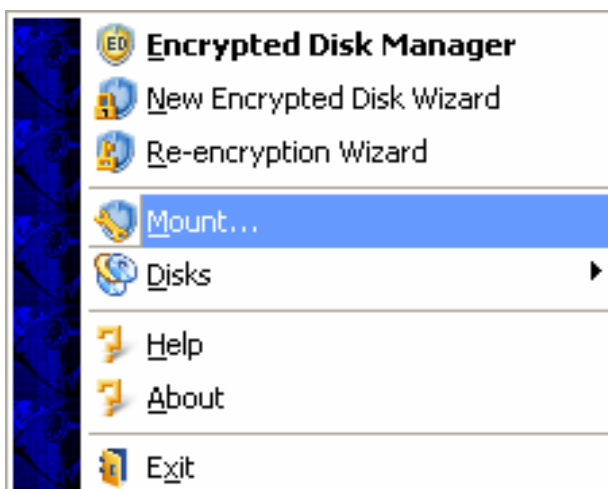 Encrypted Disk Manager
New Encrypted Disk Wizard
Re-encryption Wizard
Mount...
Disks
Help
About
Exit